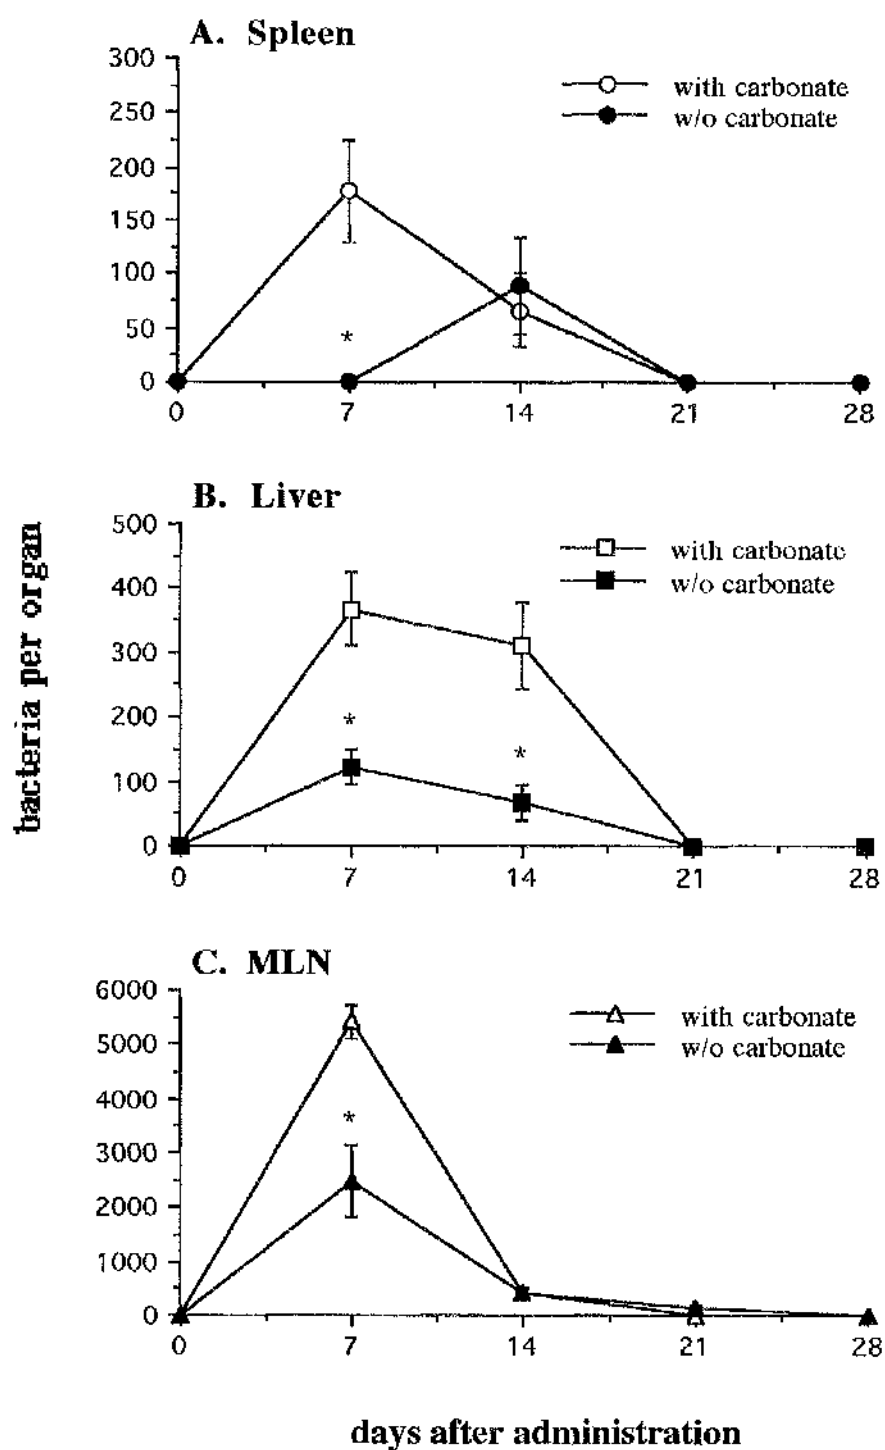 A. Spleen
300
250
200
150
100
50
0
with carbonate
w/o carbonate
*
0 7 14 21 28
B. Liver
500
400
300
200
100
0
with carbonate
w/o carbonate
*
*
0 7 14 21 28
C. MLN
6000
5000
4000
3000
2000
1000
0
with carbonate
w/o carbonate
*
0 7 14 21 28
bacteria per organ
days after administration